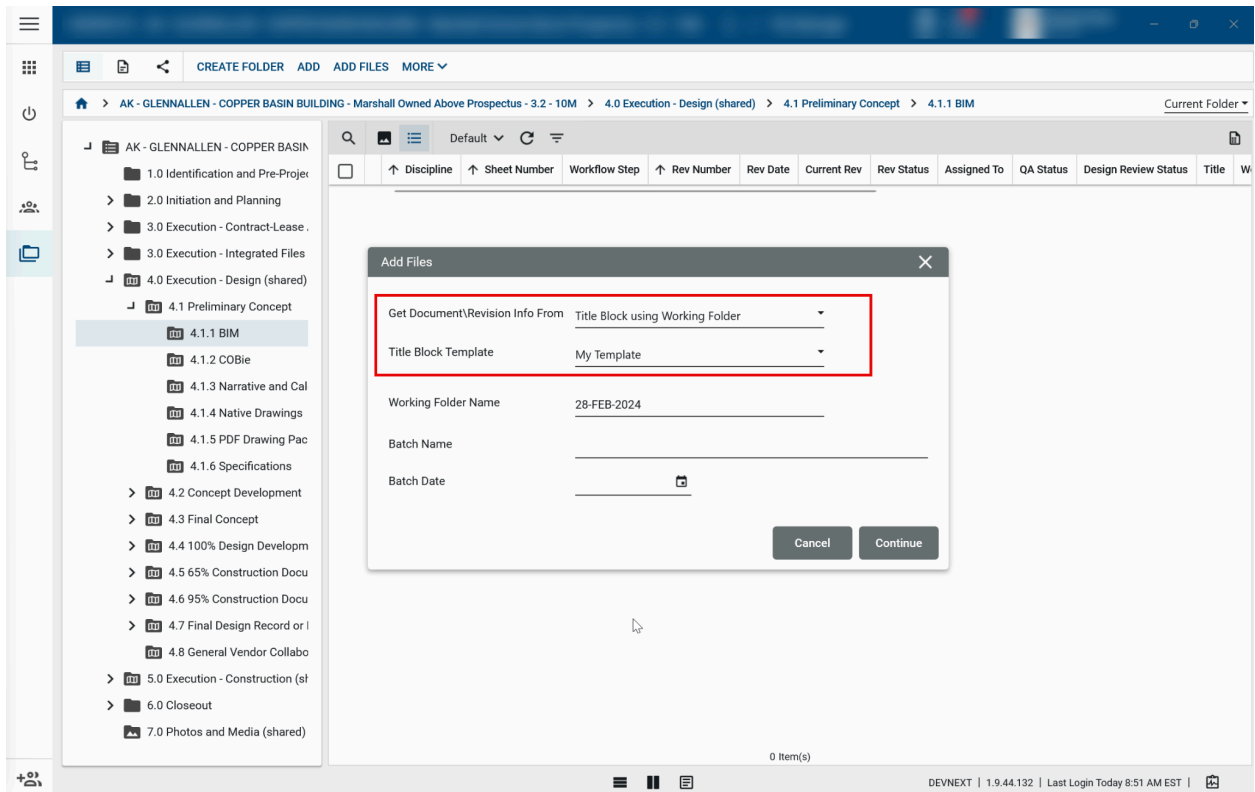 CREATE FOLDER ADD ADD FILES MORE
AK - GLENNALLEN - COPPER BASIN BUILDING - Marshall Owned Above Prospectus - 3.2 - 10M > 4.0 Execution - Design (shared) > 4.1 Preliminary Concept > 4.1.1 BIM
Current Folder
AK - GLENNALLEN - COPPER BASIN
1.0 Identification and Pre-Projec
2.0 Initiation and Planning
3.0 Execution - Contract-Lease
3.0 Execution - Integrated Files
4.0 Execution - Design (shared)
4.1 Preliminary Concept
4.1.1 BIM
4.1.2 COBie
4.1.3 Narrative and Cal
4.1.4 Native Drawings
4.1.5 PDF Drawing Pac
4.1.6 Specifications
4.2 Concept Development
4.3 Final Concept
4.4 100% Design Developm
4.5 65% Construction Docu
4.6 95% Construction Docu
4.7 Final Design Record or
4.8 General Vendor Collabo
5.0 Execution - Construction (sh
6.0 Closeout
7.0 Photos and Media (shared)
Default
Discipline Sheet Number Workflow Step Rev Number Rev Date Current Rev Rev Status Assigned To QA Status Design Review Status Title W
Add Files
Get Document\Revision Info From Title Block using Working Folder
Title Block Template My Template
Working Folder Name 28-FEB-2024
Batch Name
Batch Date
Cancel Continue
0 Item(s)
DEVNEXT | 1.9.44.132 | Last Login Today 8:51 AM EST |